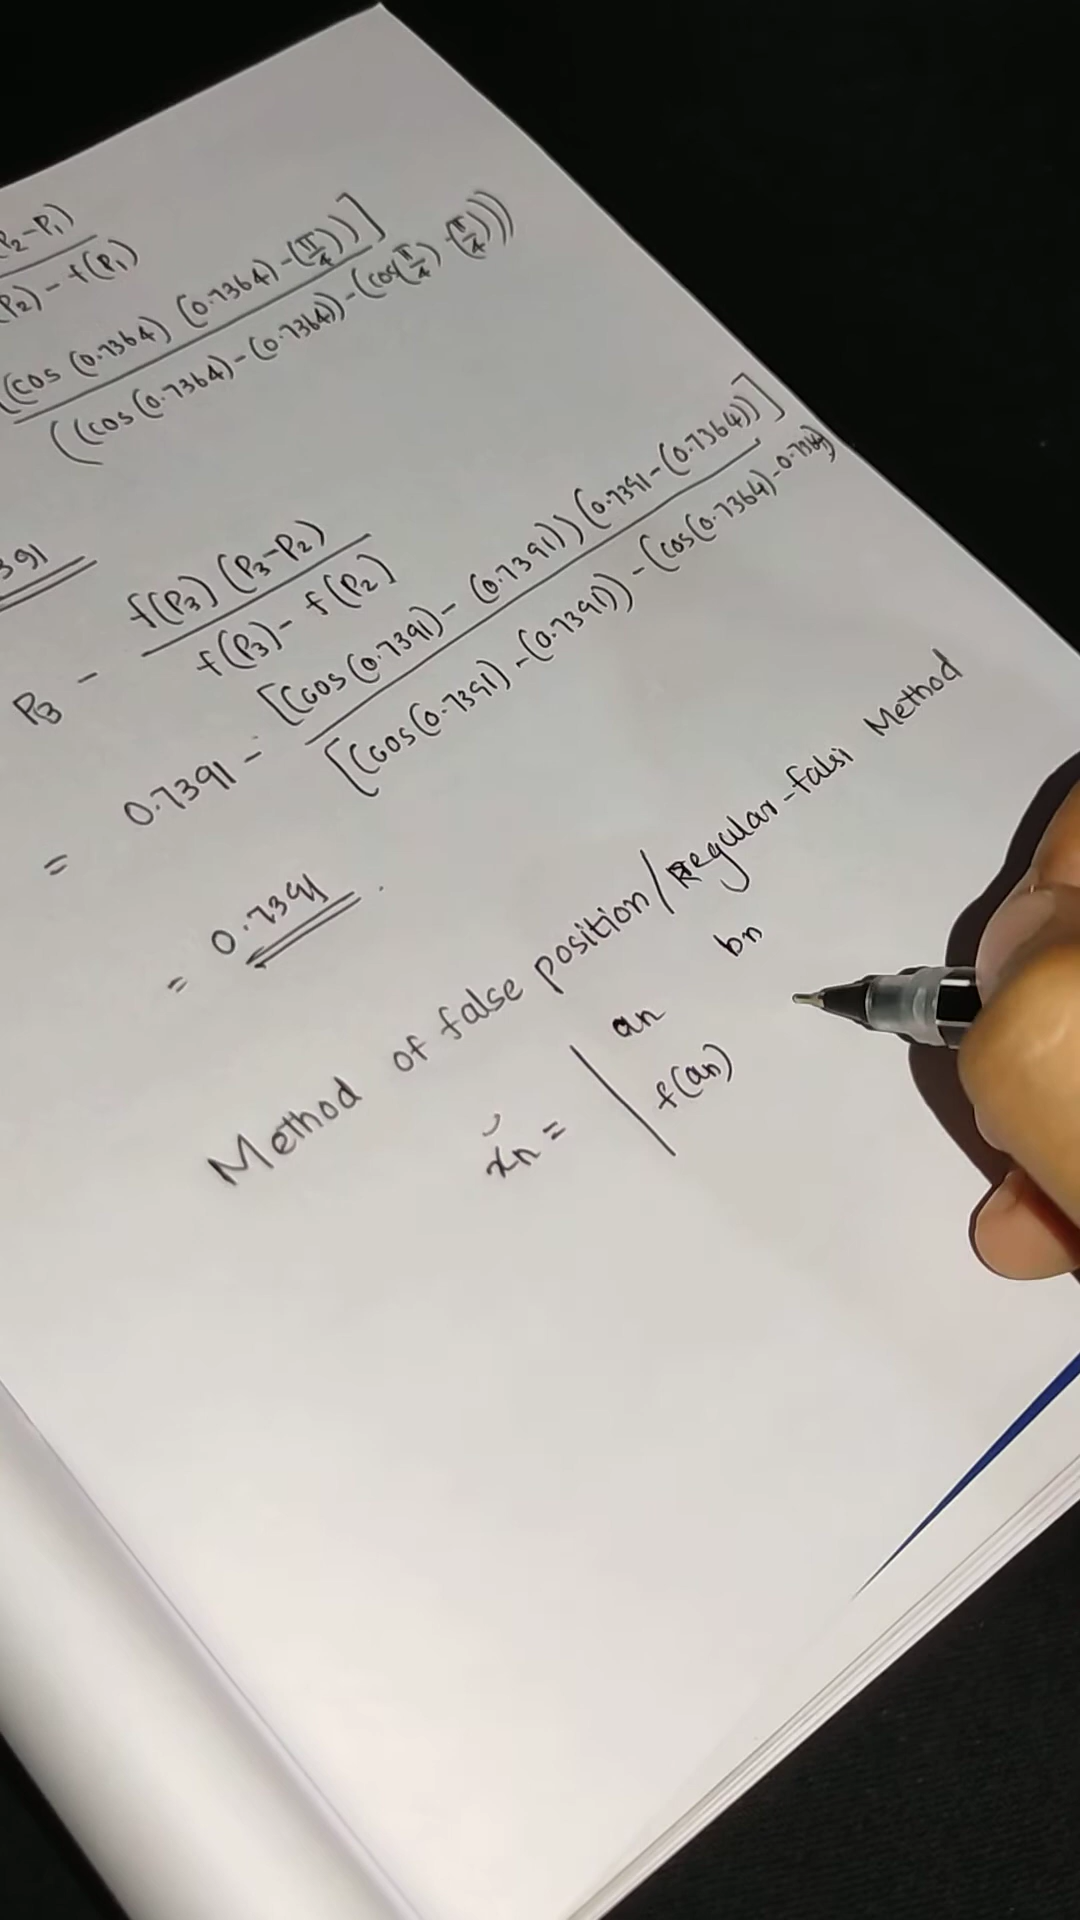 P₂-P₁)
P₂) - f(P₁)
((cos (0.7364) (0.7364) - (π/4))]
((cos (0.7364) - (0.7364)) - (cos(π/4) - (π/4)))
391
P₃ - f(P₃) (P₃-P₂)
f(P₃) - f(P₂)]
= 0.7391 - [(cos (0.7391) - (0.7391)) (0.7391 - (0.7364))]
[(cos(0.7391) - (0.7391)) - (cos(0.7364) - 0.7364)
= 0.7391.
Method of false position/Regular-falsi Method
an bn
xn = | f(an)